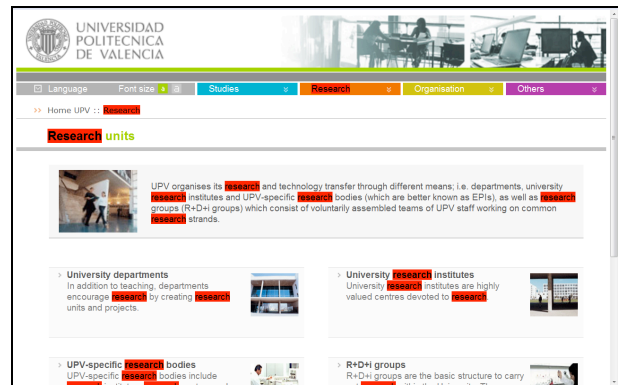 UNIVERSIDAD
POLITECNICA
DE VALENCIA
Language Font size a a Studies Research Organisation Others
>> Home UPV :: Research
Research units
UPV organises its research and technology transfer through different means; i.e. departments, university
research institutes and UPV-specific research bodies (which are better known as EPIs), as well as research
groups (R+D+i groups) which consist of voluntarily assembled teams of UPV staff working on common
research strands.
> University departments
In addition to teaching, departments
encourage research by creating research
units and projects.
> University research institutes
University research institutes are highly
valued centres devoted to research.
> UPV-specific research bodies
UPV-specific research bodies include
> R+D+i groups
R+D+i groups are the basic structure to carry